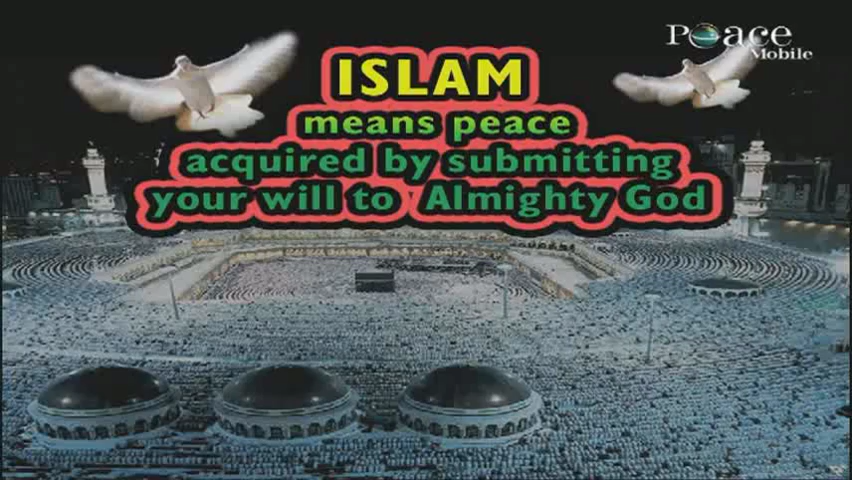 Peace
Mobile
ISLAM
means peace
acquired by submitting
your will to Almighty God